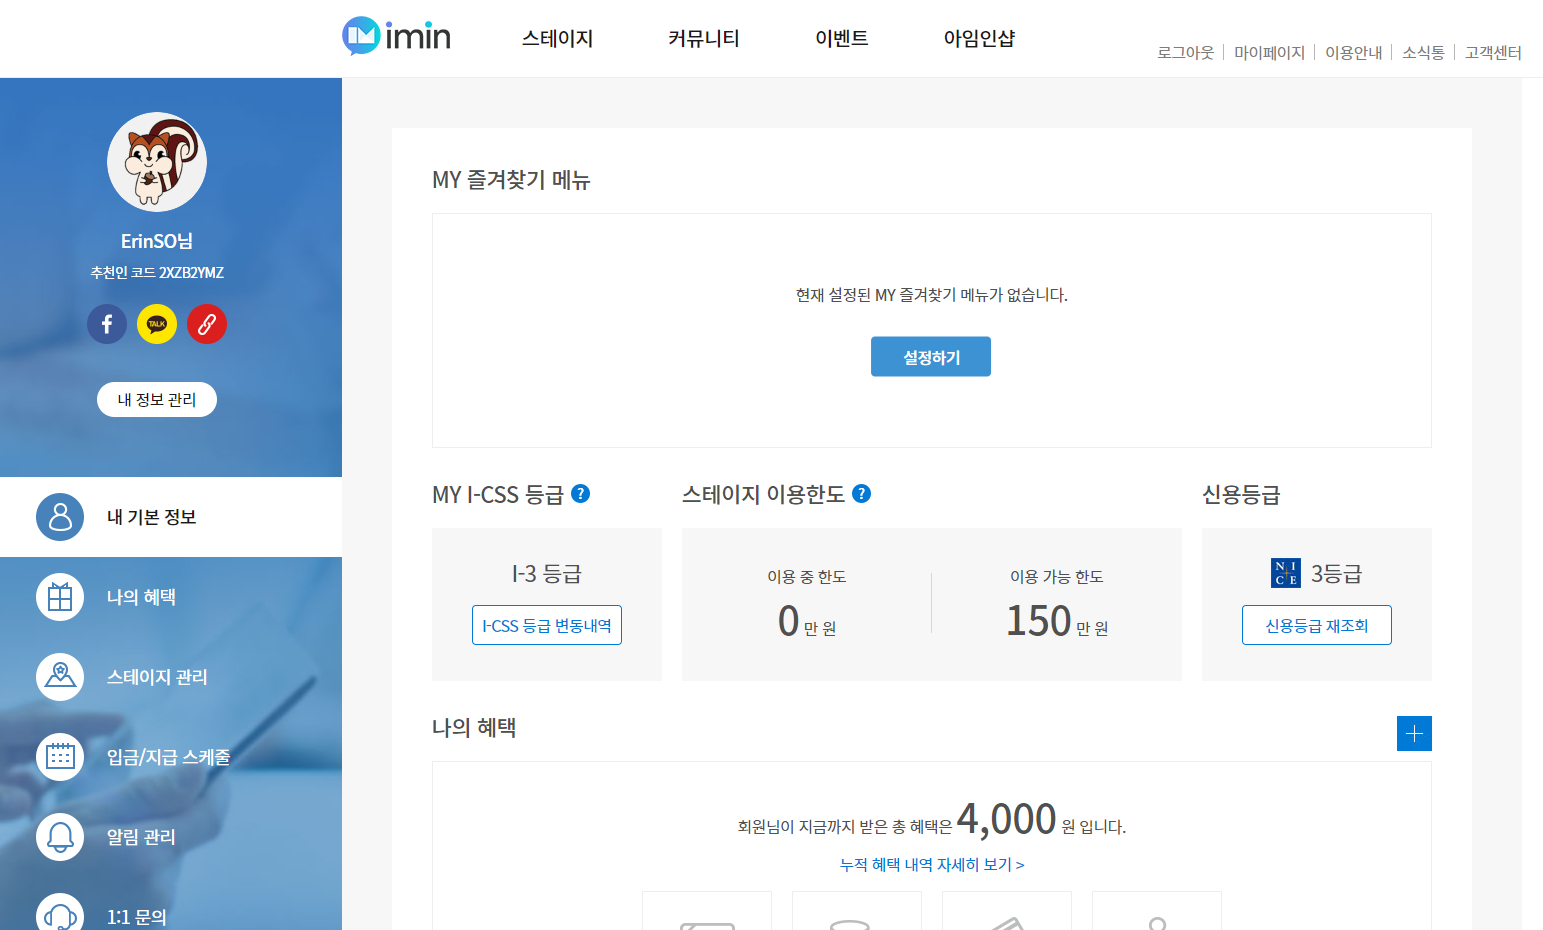 imin
스테이지
커뮤니티
이벤트
아임인샵
로그아웃
마이페이지
이용안내
소식통
고객센터
ErinSO님
추천인 코드 2XZB2YMZ
TALK
내 정보 관리
내 기본 정보
나의 혜택
스테이지 관리
입금/지급 스케줄
알림 관리
1:1 문의
MY 즐겨찾기 메뉴
현재 설정된 MY 즐겨찾기 메뉴가 없습니다.
설정하기
MY I-CSS 등급 ?
I-3 등급
I-CSS 등급 변동내역
스테이지 이용한도 ?
이용 중 한도
0 만 원
이용 가능 한도
150 만 원
신용등급
NICE 3등급
신용등급 재조회
나의 혜택
회원님이 지금까지 받은 총 혜택은 4,000 원 입니다.
누적 혜택 내역 자세히 보기 >